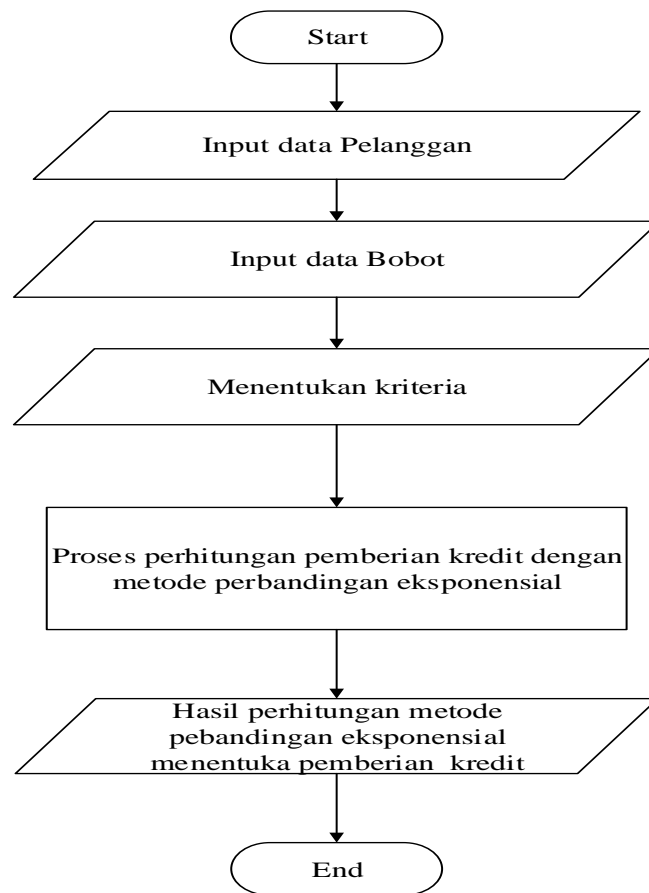 Start
Input data Pelanggan
Input data Bobot
Menentukan kriteria
Proses perhitungan pemberian kredit dengan
metode perbandingan eksponensial
Hasil perhitungan metode
pebandingan eksponensial
menentuka pemberian kredit
End